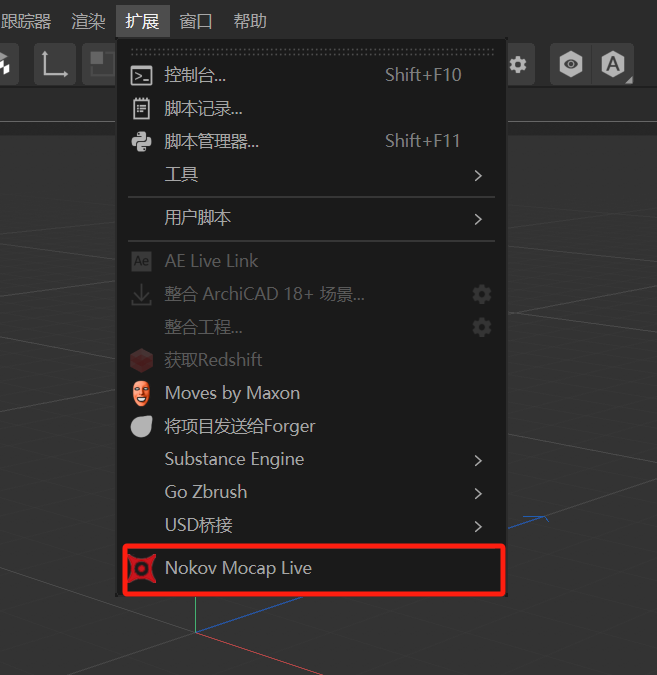 跟踪器 渲染 扩展 窗口 帮助
控制台... Shift+F10
脚本记录...
脚本管理器... Shift+F11
工具
用户脚本
Ae AE Live Link
整合 ArchiCAD 18+ 场景...
整合工程...
获取Redshift
Moves by Maxon
将项目发送给Forger
Substance Engine
Go Zbrush
USD桥接
Nokov Mocap Live
A